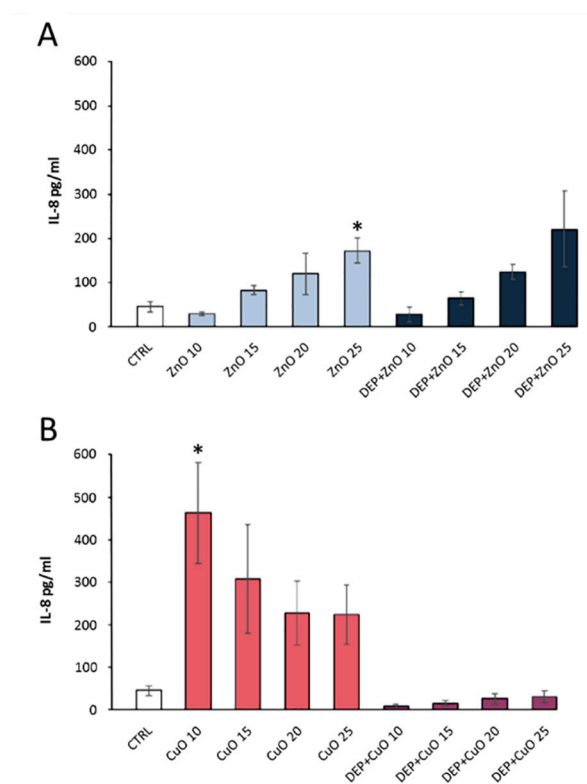 A
600
500
400
300
200
100
0
IL-8 pg/ml
*
CTRL
ZnO 10
ZnO 15
ZnO 20
ZnO 25
DEP+ZnO 10
DEP+ZnO 15
DEP+ZnO 20
DEP+ZnO 25
B
600
500
400
300
200
100
0
IL-8 pg/ml
*
CTRL
CuO 10
CuO 15
CuO 20
CuO 25
DEP+CuO 10
DEP+CuO 15
DEP+CuO 20
DEP+CuO 25